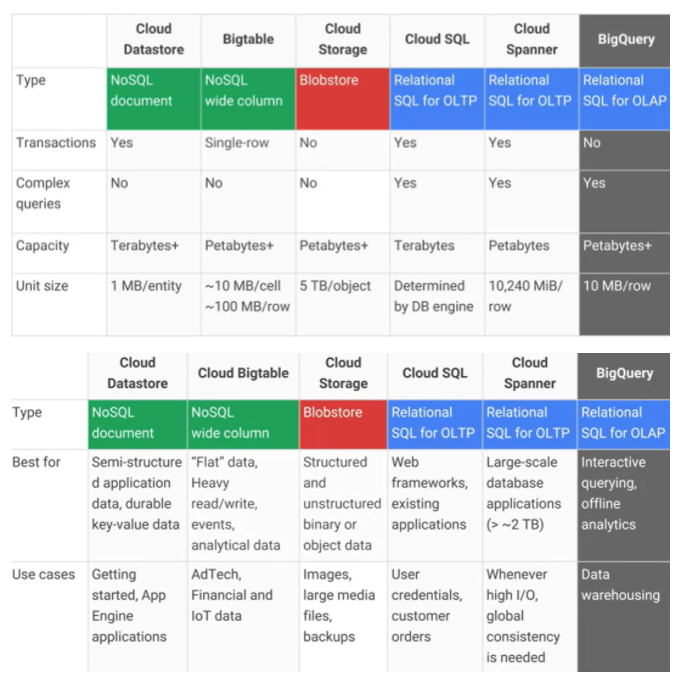 Cloud Datastore Bigtable Cloud Storage Cloud SQL Cloud Spanner BigQuery
Type NoSQL document NoSQL wide column Blobstore Relational SQL for OLTP Relational SQL for OLTP Relational SQL for OLAP
Transactions Yes Single-row No Yes Yes No
Complex queries No No No Yes Yes Yes
Capacity Terabytes+ Petabytes+ Petabytes+ Terabytes Petabytes Petabytes+
Unit size 1 MB/entity ~10 MB/cell ~100 MB/row 5 TB/object Determined by DB engine 10,240 MiB/ row 10 MB/row
Cloud Datastore Cloud Bigtable Cloud Storage Cloud SQL Cloud Spanner BigQuery
Type NoSQL document NoSQL wide column Blobstore Relational SQL for OLTP Relational SQL for OLTP Relational SQL for OLAP
Best for Semi-structure d application data, durable key-value data “Flat” data, Heavy read/write, events, analytical data Structured and unstructured binary or object data Web frameworks, existing applications Large-scale database applications (> ~2 TB) Interactive querying, offline analytics
Use cases Getting started, App Engine applications AdTech, Financial and IoT data Images, large media files, backups User credentials, customer orders Whenever high I/O, global consistency is needed Data warehousing